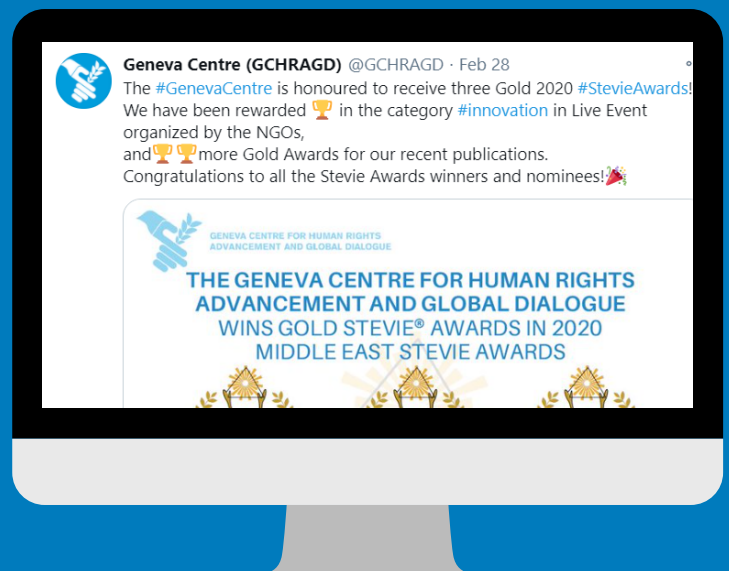 Geneva Centre (GCHRAGD) @GCHRAGD · Feb 28
The #GenevaCentre is honoured to receive three Gold 2020 #StevieAwards!
We have been rewarded 🏆 in the category #innovation in Live Event
organized by the NGOs,
and🏆🏆more Gold Awards for our recent publications.
Congratulations to all the Stevie Awards winners and nominees!🎉
GENEVA CENTRE FOR HUMAN RIGHTS
ADVANCEMENT AND GLOBAL DIALOGUE
THE GENEVA CENTRE FOR HUMAN RIGHTS
ADVANCEMENT AND GLOBAL DIALOGUE
WINS GOLD STEVIE® AWARDS IN 2020
MIDDLE EAST STEVIE AWARDS